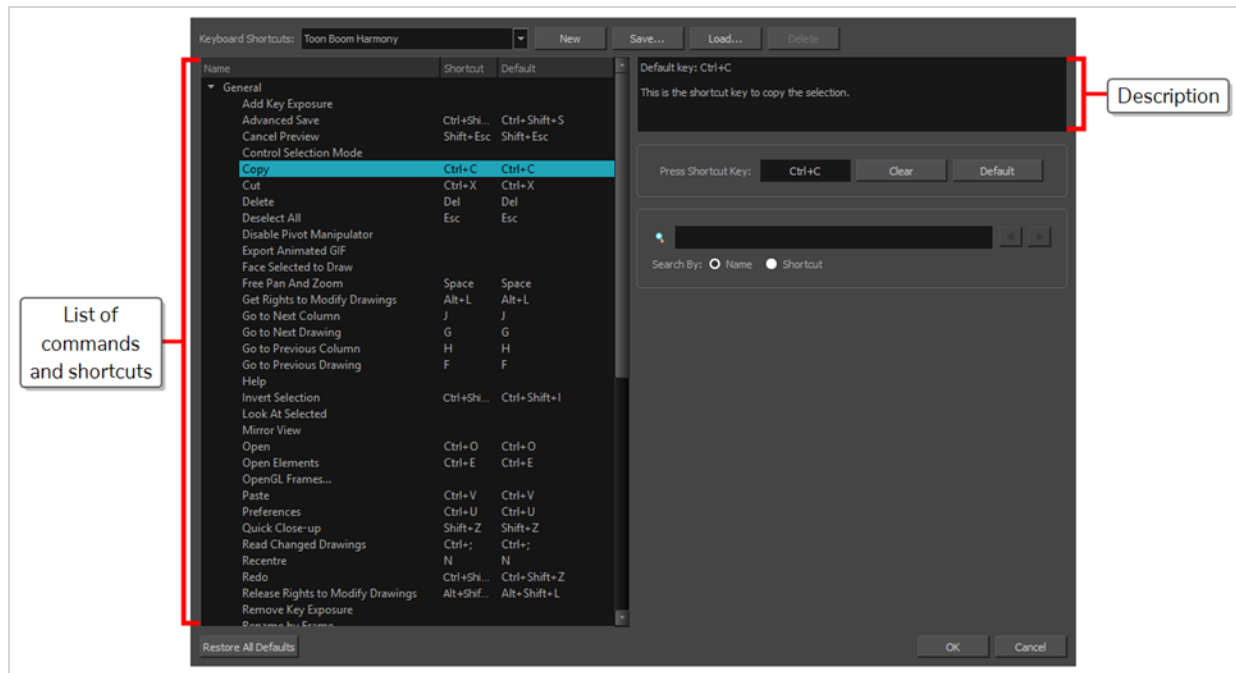 Keyboard Shortcuts: Toon Boom Harmony New Save... Load... Delete
Name Shortcut Default
General
Add Key Exposure
Advanced Save Ctrl+Shi... Ctrl+Shift+S
Cancel Preview Shift+Esc Shift+Esc
Control Selection Mode
Copy Ctrl+C Ctrl+C
Cut Ctrl+X Ctrl+X
Delete Del Del
Deselect All Esc Esc
Disable Pivot Manipulator
Export Animated GIF
Face Selected to Draw
Free Pan And Zoom Space Space
Get Rights to Modify Drawings Alt+L Alt+L
Go to Next Column J J
Go to Next Drawing G G
Go to Previous Column H H
Go to Previous Drawing F F
Help
Invert Selection Ctrl+Shi... Ctrl+Shift+I
Look At Selected
Mirror View
Open Ctrl+O Ctrl+O
Open Elements Ctrl+E Ctrl+E
OpenGL Frames...
Paste Ctrl+V Ctrl+V
Preferences Ctrl+U Ctrl+U
Quick Close-up Shift+Z Shift+Z
Read Changed Drawings Ctrl+; Ctrl+;
Recentre N N
Redo Ctrl+Shi... Ctrl+Shift+Z
Release Rights to Modify Drawings Alt+Shif... Alt+Shift+L
Remove Key Exposure
Rename by Frame
Default key: Ctrl+C
This is the shortcut key to copy the selection.
Press Shortcut Key: Ctrl+C Clear Default
Search By: Name Shortcut
Restore All Defaults OK Cancel
List of
commands
and shortcuts
Description